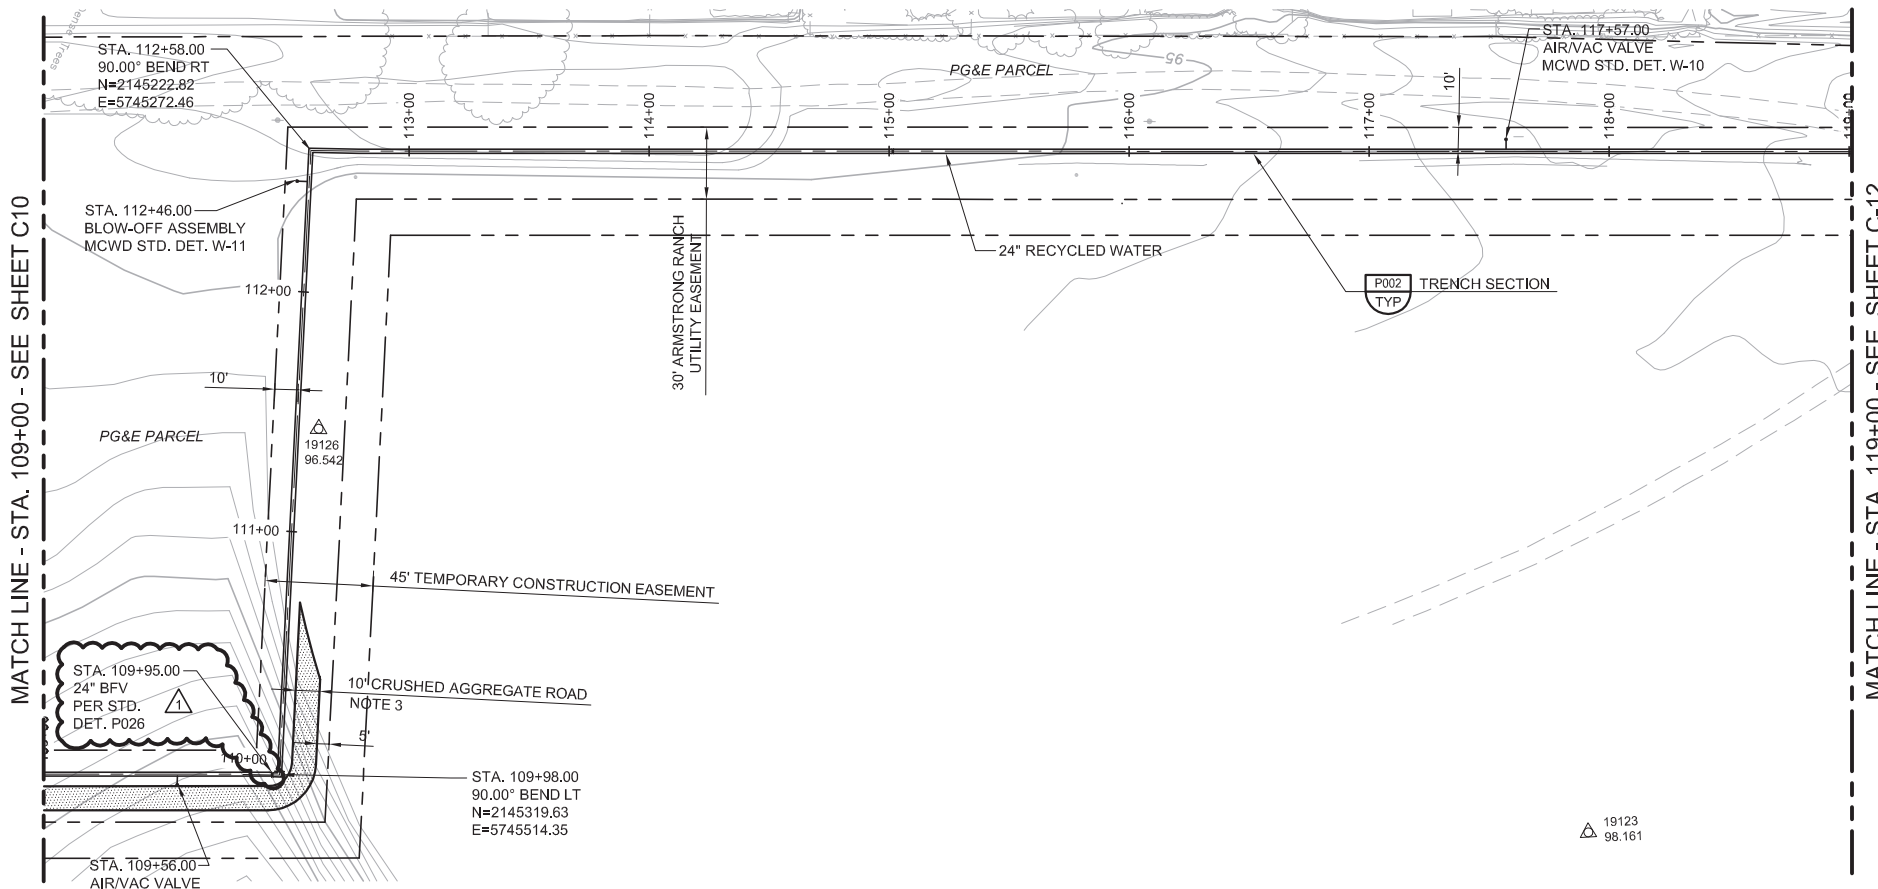 Dense Trees
STA. 112+58.00
90.00° BEND RT
N=2145222.82
E=5745272.46
PG&E PARCEL
95
STA. 117+57.00
AIR/VAC VALVE
MCWD STD. DET. W-10
10'
113+00
114+00
115+00
116+00
117+00
118+00
119+00
STA. 112+46.00
BLOW-OFF ASSEMBLY
MCWD STD. DET. W-11
112+00
30' ARMSTRONG RANCH
UTILITY EASEMENT
24" RECYCLED WATER
P002
TYP
TRENCH SECTION
10'
19126
96.542
PG&E PARCEL
111+00
45' TEMPORARY CONSTRUCTION EASEMENT
STA. 109+95.00
24" BFV
PER STD.
DET. P026
1
10' CRUSHED AGGREGATE ROAD
NOTE 3
5'
110+00
STA. 109+98.00
90.00° BEND LT
N=2145319.63
E=5745514.35
19123
98.161
STA. 109+56.00
AIR/VAC VALVE
MATCH LINE - STA. 109+00 - SEE SHEET C10
MATCH LINE - STA. 119+00 - SEE SHEET C-12